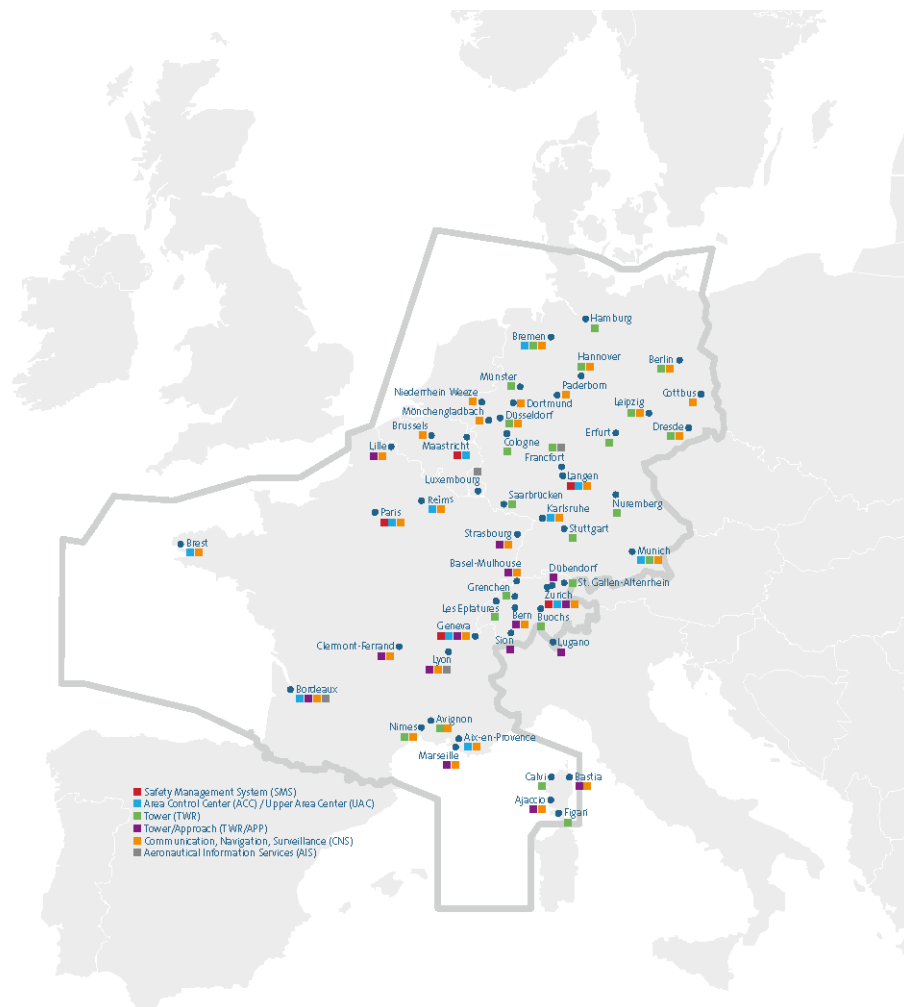 Hamburg
Bremen
Hannover
Berlin
Münster
Paderborn
Cottbus
Niederrhein Weeze
Dortmund
Leipzig
Mönchengladbach
Düsseldorf
Brussels
Dresde
Erfurt
Lille
Maastricht
Cologne
Francfort
Langen
Luxembourg
Reims
Saarbrücken
Nuremberg
Paris
Karlsruhe
Stuttgart
Strasbourg
Brest
Munich
Basel-Mulhouse
Dübendorf
St. Gallen-Altenrhein
Grenchen
Zurich
Les Eplatures
Bern
Buochs
Geneva
Sion
Lugano
Clermont-Ferrand
Lyon
Bordeaux
Avignon
Nimes
Aix-en-Provence
Marseille
Calvi
Bastia
Ajaccio
Figari
Safety Management System (SMS)
Area Control Center (ACC) / Upper Area Center (UAC)
Tower (TWR)
Tower/Approach (TWR/APP)
Communication, Navigation, Surveillance (CNS)
Aeronautical Information Services (AIS)